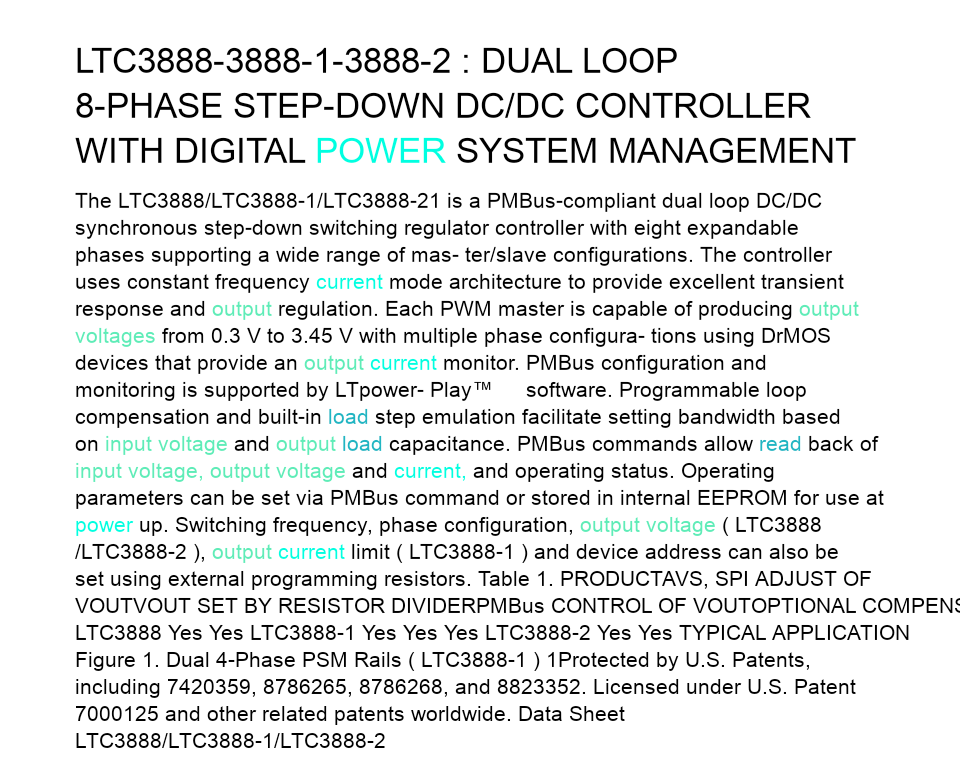 LTC3888-3888-1-3888-2 : DUAL LOOP
8-PHASE STEP-DOWN DC/DC CONTROLLER
WITH DIGITAL POWER SYSTEM MANAGEMENT
The LTC3888/LTC3888-1/LTC3888-21 is a PMBus-compliant dual loop DC/DC
synchronous step-down switching regulator controller with eight expandable
phases supporting a wide range of mas- ter/slave configurations. The controller
uses constant frequency current mode architecture to provide excellent transient
response and output regulation. Each PWM master is capable of producing output
voltages from 0.3 V to 3.45 V with multiple phase configura- tions using DrMOS
devices that provide an output current monitor. PMBus configuration and
monitoring is supported by LTpower- Play™ software. Programmable loop
compensation and built-in load step emulation facilitate setting bandwidth based
on input voltage and output load capacitance. PMBus commands allow read back of
input voltage, output voltage and current, and operating status. Operating
parameters can be set via PMBus command or stored in internal EEPROM for use at
power up. Switching frequency, phase configuration, output voltage ( LTC3888
/LTC3888-2 ), output current limit ( LTC3888-1 ) and device address can also be
set using external programming resistors. Table 1. PRODUCTAVS, SPI ADJUST OF
VOUTVOUT SET BY RESISTOR DIVIDERPMBus CONTROL OF VOUTOPTIONAL COMPENS
LTC3888 Yes Yes LTC3888-1 Yes Yes Yes LTC3888-2 Yes Yes TYPICAL APPLICATION
Figure 1. Dual 4-Phase PSM Rails ( LTC3888-1 ) 1Protected by U.S. Patents,
including 7420359, 8786265, 8786268, and 8823352. Licensed under U.S. Patent
7000125 and other related patents worldwide. Data Sheet
LTC3888/LTC3888-1/LTC3888-2